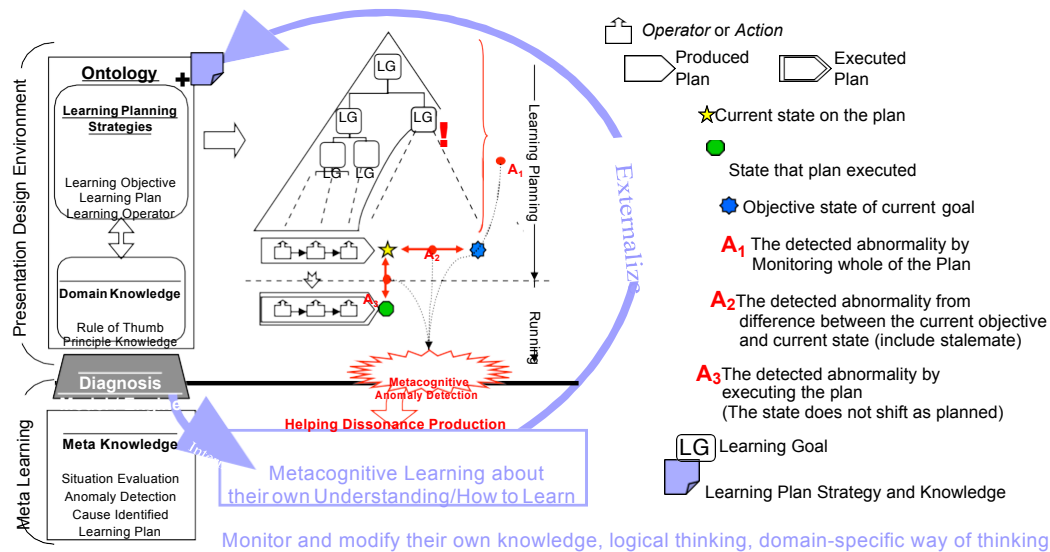 Presentation Design Environment
Meta Learning
Ontology
+
Learning Planning
Strategies
Learning Objective
Learning Plan
Learning Operator
Domain Knowledge
Rule of Thumb
Principle Knowledge
Diagnosis
Meta Knowledge
Situation Evaluation
Anomaly Detection
Cause Identified
Learning Plan
LG
LG
LG
LG
LG
!
A1
A2
A3
Learning Planning
Running
Externalize
Metacognitive
Anomaly Detection
Helping Dissonance Production
Metacognitive Learning about
their own Understanding/How to Learn
Monitor and modify their own knowledge, logical thinking, domain-specific way of thinking
Operator or Action
Produced
Plan
Executed
Plan
Current state on the plan
State that plan executed
Objective state of current goal
A1 The detected abnormality by
Monitoring whole of the Plan
A2 The detected abnormality from
difference between the current objective
and current state (include stalemate)
A3 The detected abnormality by
executing the plan
(The state does not shift as planned)
LG Learning Goal
Learning Plan Strategy and Knowledge